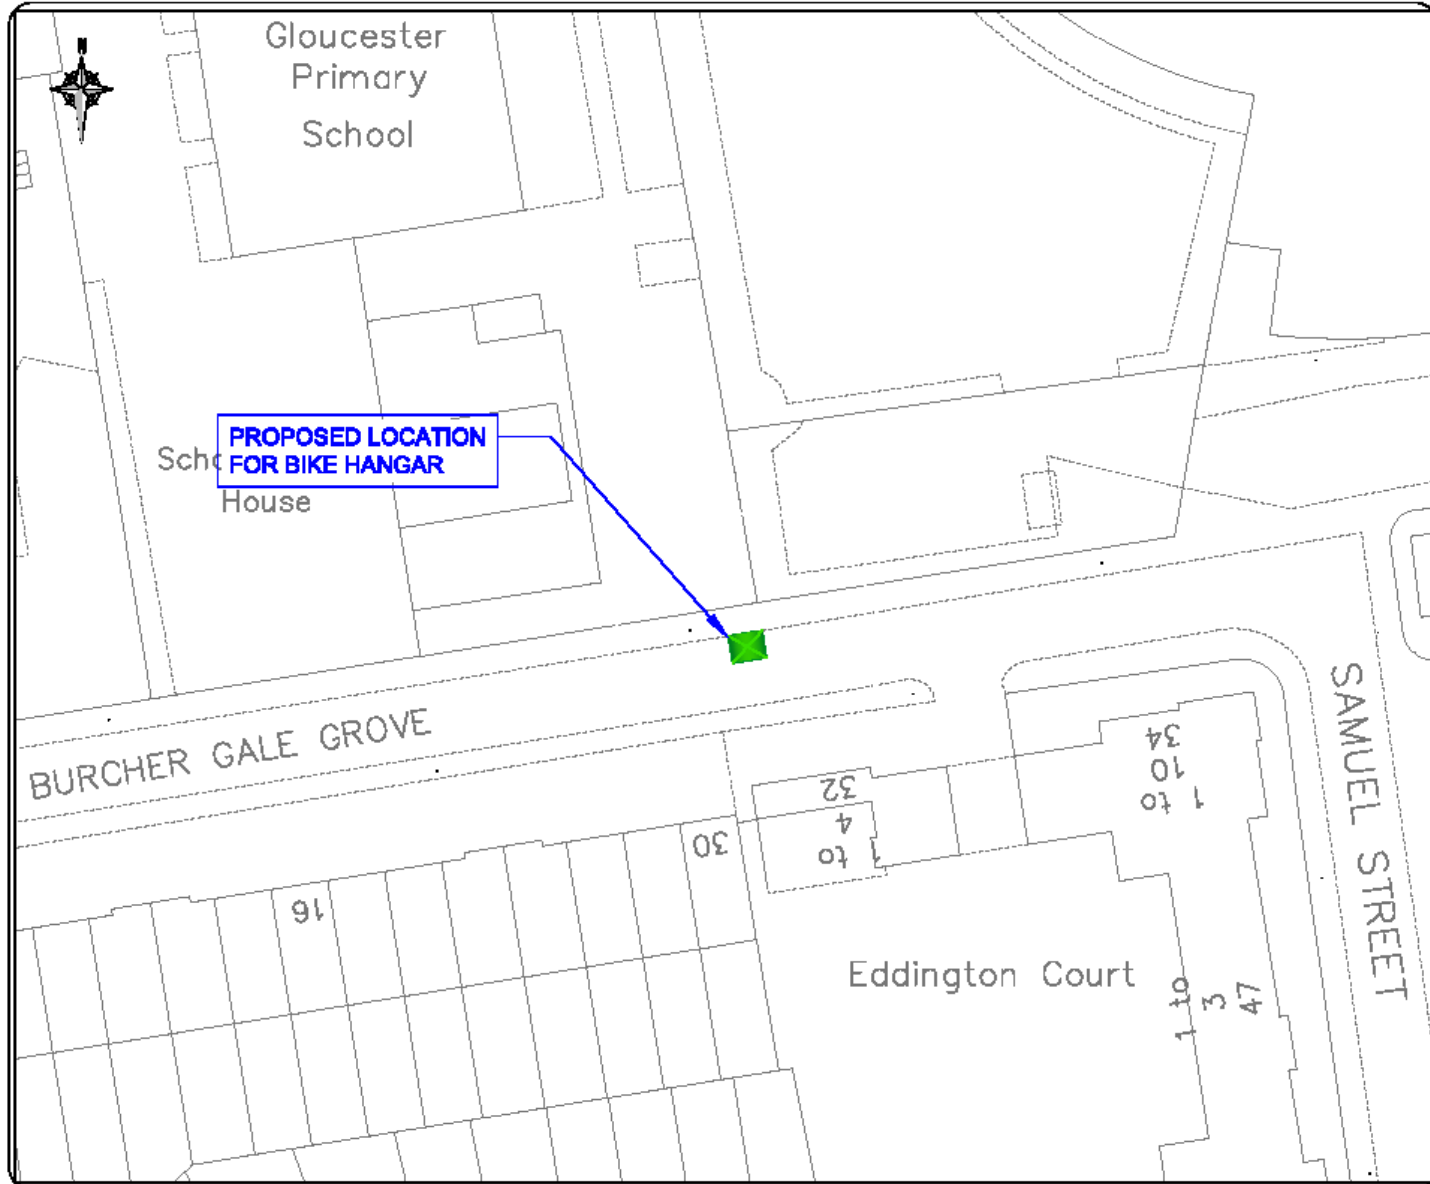 N
Gloucester
Primary
School
PROPOSED LOCATION
FOR BIKE HANGAR
House
BURCHER GALE GROVE
SAMUEL STREET
34
10
1 to
32
4
1 to
30
16
Eddington Court
1 to
3
47